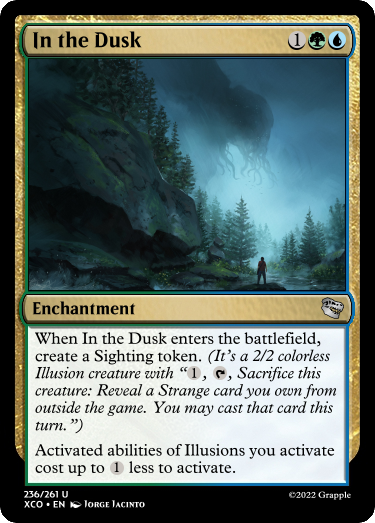 In the Dusk 1
Enchantment
When In the Dusk enters the battlefield,
create a Sighting token. (It's a 2/2 colorless
Illusion creature with “1, , Sacrifice this
creature: Reveal a Strange card you own from
outside the game. You may cast that card this
turn.”)
Activated abilities of Illusions you activate
cost up to 1 less to activate.
236/261 U
XCO • EN Jorge Jacinto
©2022 Grapple